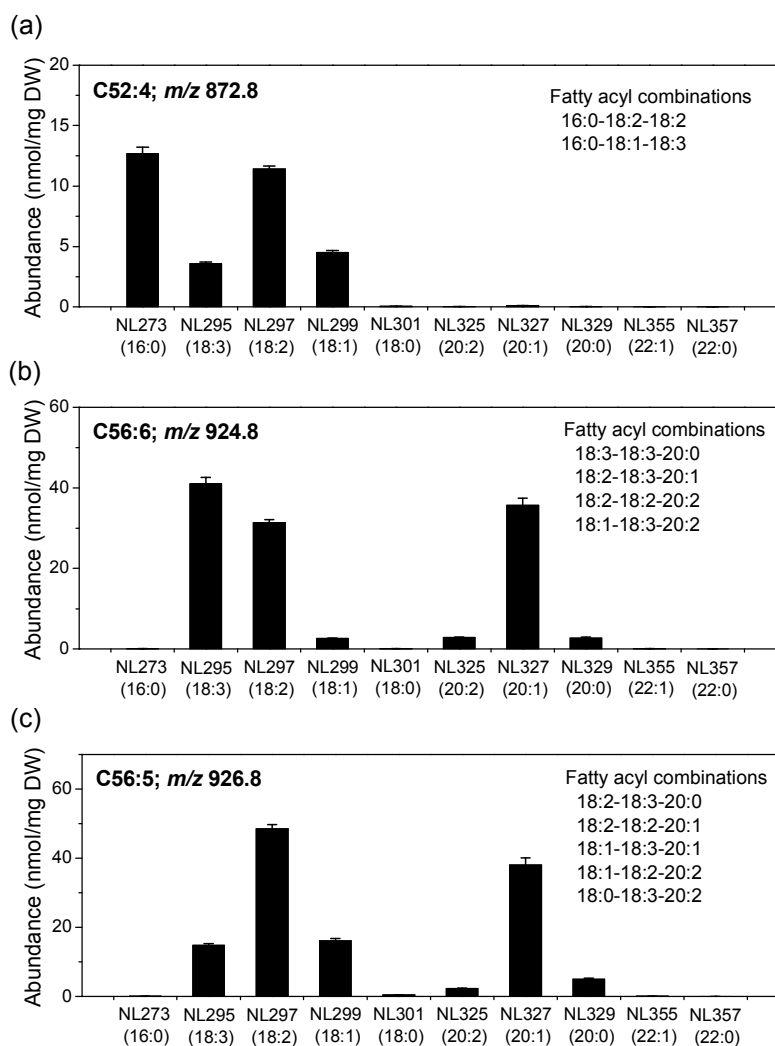 (a)
20
15
10
5
0
Abundance (nmol/mg DW)
C52:4; m/z 872.8
Fatty acyl combinations
16:0-18:2-18:2
16:0-18:1-18:3
NL273 NL295 NL297 NL299 NL301 NL325 NL327 NL329 NL355 NL357
(16:0) (18:3) (18:2) (18:1) (18:0) (20:2) (20:1) (20:0) (22:1) (22:0)
(b)
60
40
20
0
Abundance (nmol/mg DW)
C56:6; m/z 924.8
Fatty acyl combinations
18:3-18:3-20:0
18:2-18:3-20:1
18:2-18:2-20:2
18:1-18:3-20:2
NL273 NL295 NL297 NL299 NL301 NL325 NL327 NL329 NL355 NL357
(16:0) (18:3) (18:2) (18:1) (18:0) (20:2) (20:1) (20:0) (22:1) (22:0)
(c)
60
40
20
0
Abundance (nmol/mg DW)
C56:5; m/z 926.8
Fatty acyl combinations
18:2-18:3-20:0
18:2-18:2-20:1
18:1-18:3-20:1
18:1-18:2-20:2
18:0-18:3-20:2
NL273 NL295 NL297 NL299 NL301 NL325 NL327 NL329 NL355 NL357
(16:0) (18:3) (18:2) (18:1) (18:0) (20:2) (20:1) (20:0) (22:1) (22:0)